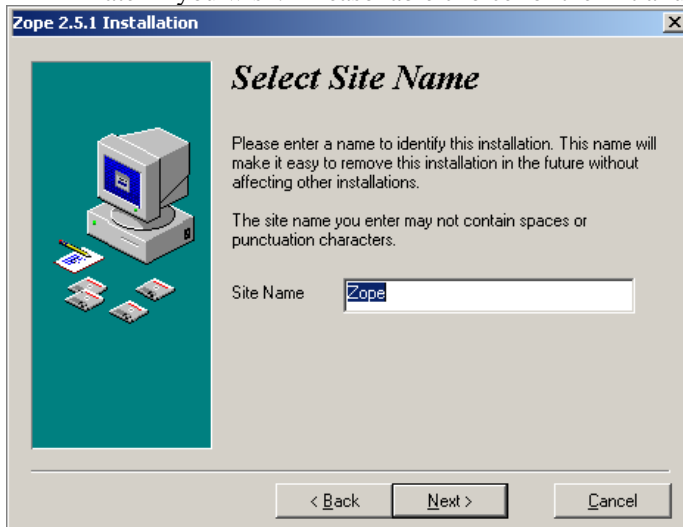 Zope 2.5.1 Installation
Select Site Name
Please enter a name to identify this installation. This name will
make it easy to remove this installation in the future without
affecting other installations.
The site name you enter may not contain spaces or
punctuation characters.
Site Name Zope
< Back Next > Cancel